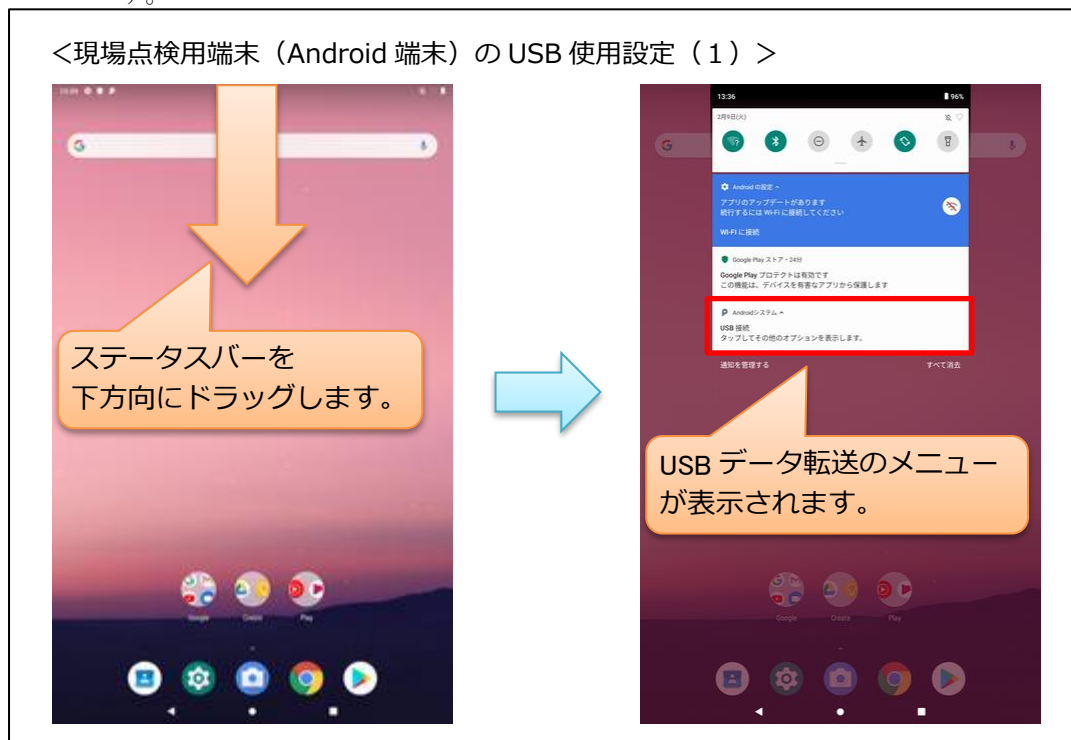 す。
＜現場点検用端末（Android 端末）の USB 使用設定（１）＞
ステータスバーを
下方向にドラッグします。
Google
Create
Play
13:36
96%
2月9日(火)
Android の設定
アプリのアップデートがあります
続行するには Wi-Fi に接続してください
WI-FI に接続
Google Play ストア・24分
Google Play プロテクトは有効です
この機能は、デバイスを有害なアプリから保護します
Androidシステム
USB 接続
タップしてその他のオプションを表示します。
通知を管理する
すべて消去
USB データ転送のメニュー
が表示されます。
Google
Create
Play